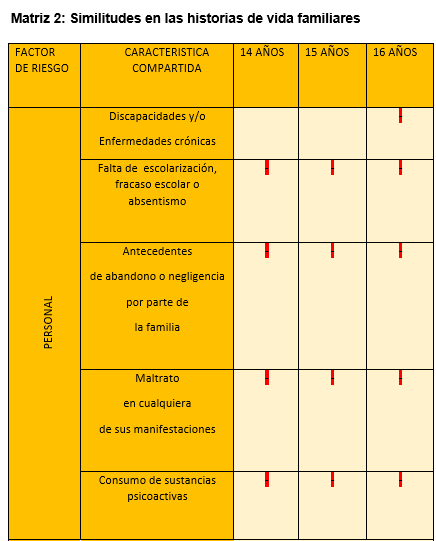 Matriz 2: Similitudes en las historias de vida familiares
FACTOR DE RIESGO
CARACTERISTICA COMPARTIDA
14 AÑOS
15 AÑOS
16 AÑOS
PERSONAL
Discapacidades y/o
Enfermedades crónicas
-
Falta de escolarización,
fracaso escolar o
absentismo
- - -
Antecedentes
de abandono o negligencia
por parte de
la familia
- - -
Maltrato
en cualquiera
de sus manifestaciones
- - -
Consumo de sustancias
psicoactivas
- - -